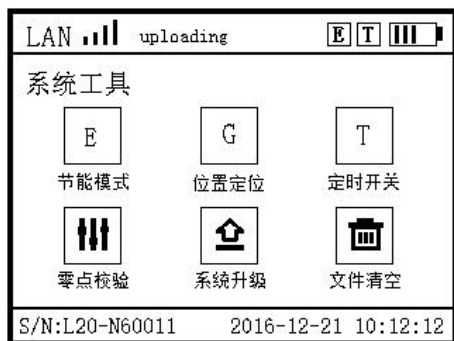 LAN uploading E T
系统工具
E G T
节能模式 位置定位 定时开关
零点校验 系统升级 文件清空
S/N:L20-N60011 2016-12-21 10:12:12